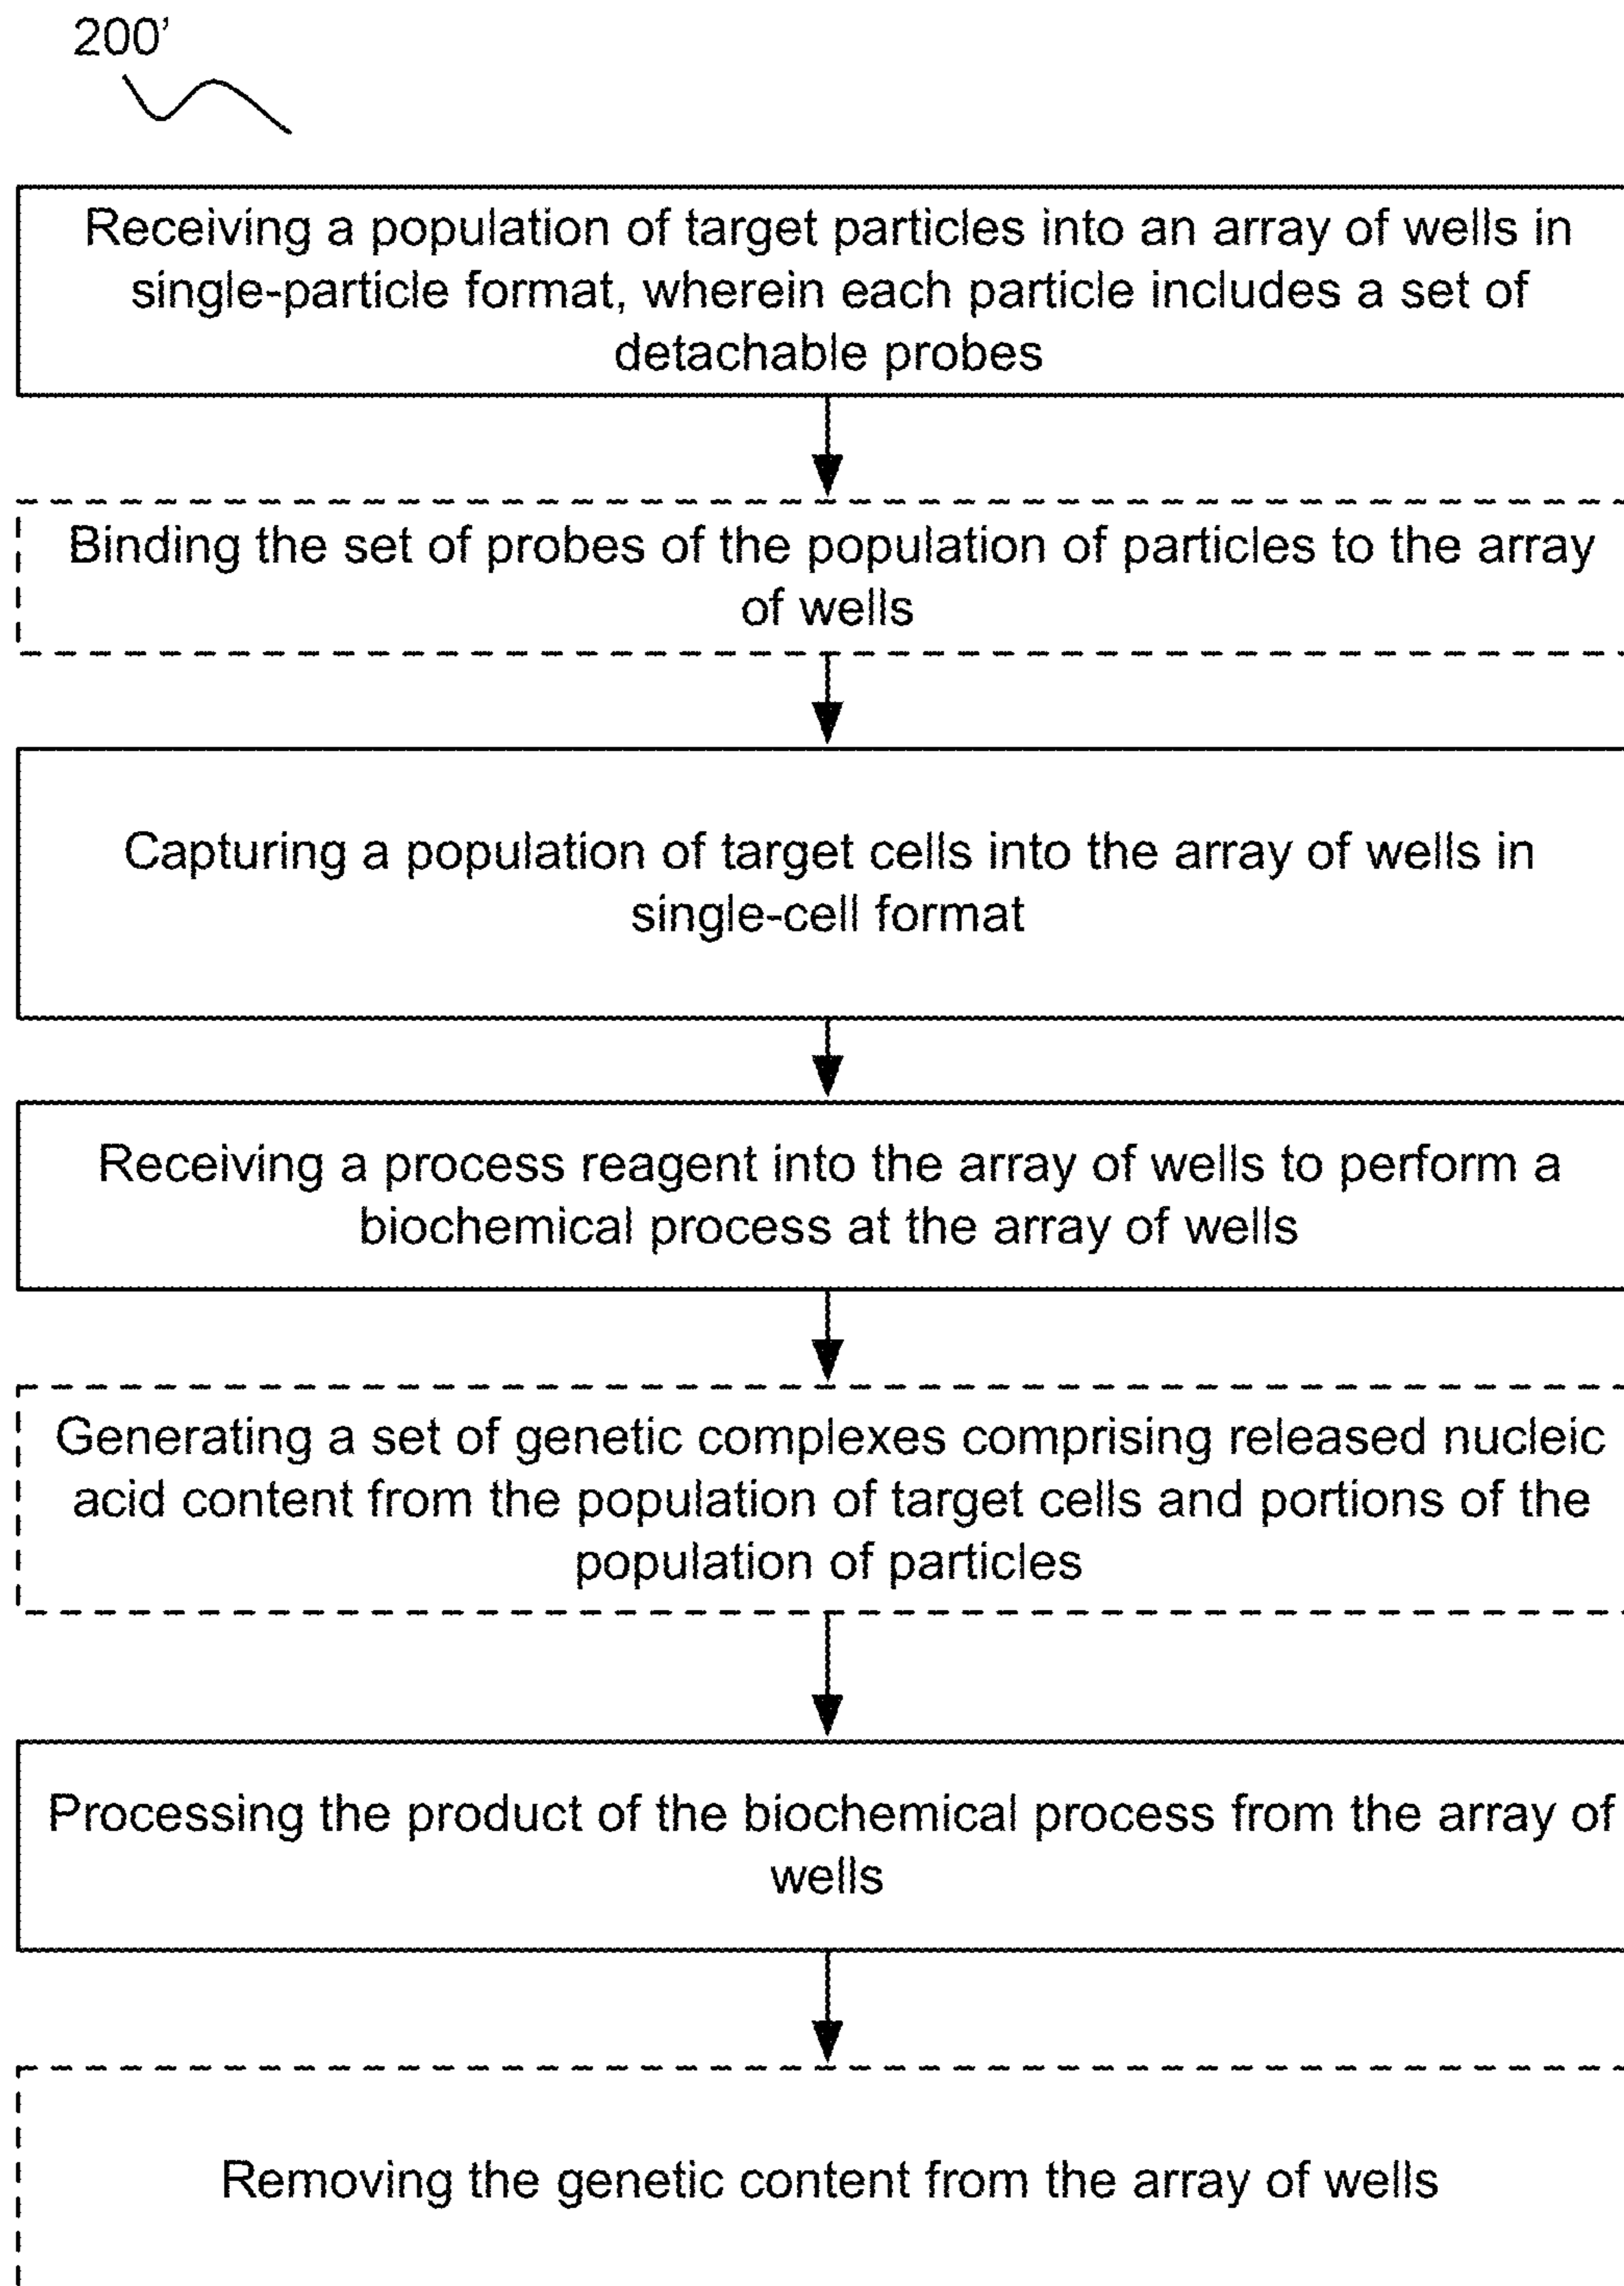 200’
Receiving a population of target particles into an array of wells in
single-particle format, wherein each particle includes a set of
detachable probes
Binding the set of probes of the population of particles to the array
of wells
Capturing a population of target cells into the array of wells in
single-cell format
Receiving a process reagent into the array of wells to perform a
biochemical process at the array of wells
Generating a set of genetic complexes comprising released nucleic
acid content from the population of target cells and portions of the
population of particles
Processing the product of the biochemical process from the array of
wells
Removing the genetic content from the array of wells